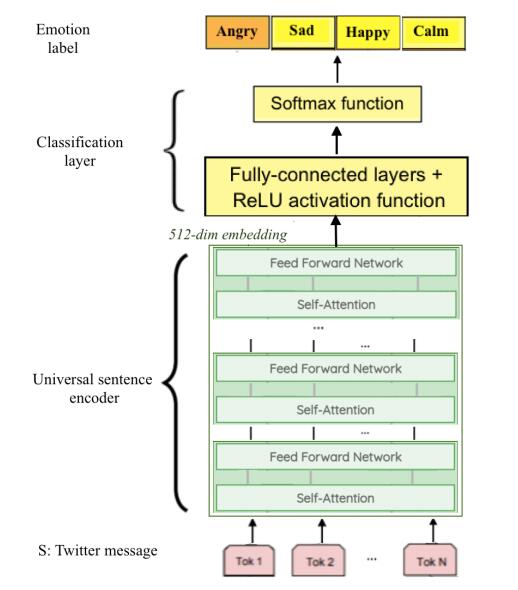 Emotion
label
Angry Sad Happy Calm
Softmax function
Classification
layer
Fully-connected layers +
ReLU activation function
512-dim embedding
Feed Forward Network
Self-Attention
...
...
Universal sentence
encoder
Feed Forward Network
Self-Attention
...
Feed Forward Network
Self-Attention
S: Twitter message
Tok 1 Tok 2 ... Tok N